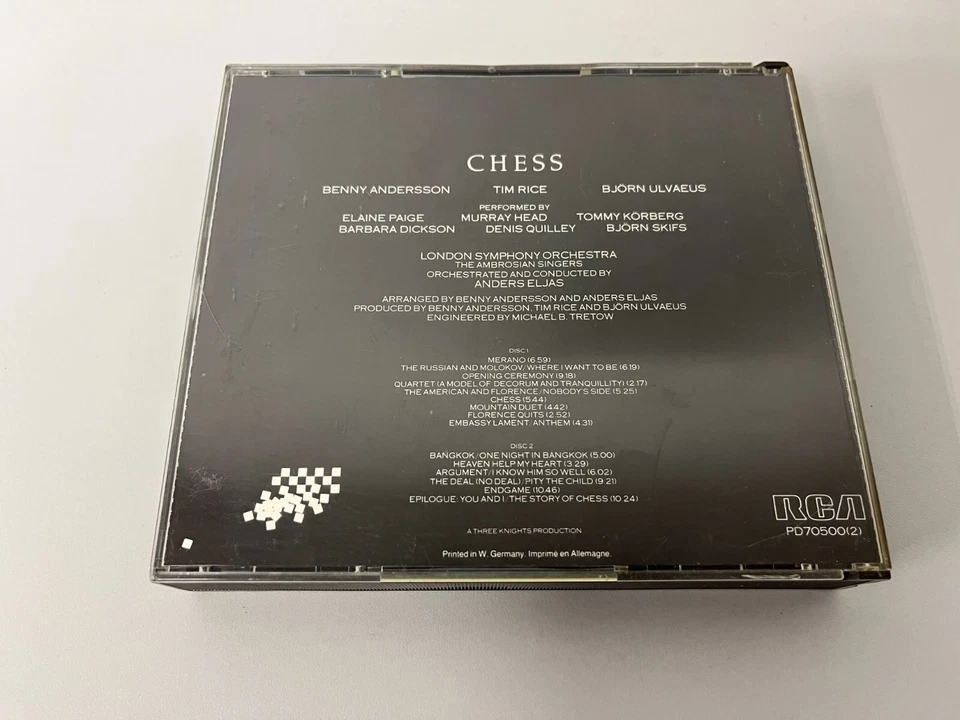 CHESS
BENNY ANDERSSON TIM RICE BJÖRN ULVAEUS
PERFORMED BY
ELAINE PAIGE MURRAY HEAD TOMMY KÖRBERG
BARBARA DICKSON DENIS QUILLEY BJÖRN SKIFS
LONDON SYMPHONY ORCHESTRA
THE AMBROSIAN SINGERS
ORCHESTRATED AND CONDUCTED BY
ANDERS ELJAS
ARRANGED BY BENNY ANDERSSON AND ANDERS ELJAS
PRODUCED BY BENNY ANDERSSON, TIM RICE AND BJÖRN ULVAEUS
ENGINEERED BY MICHAEL B. TRETOW
DISC 1
MERANO (6.59)
THE RUSSIAN AND MOLOKOV/WHERE I WANT TO BE (6.19)
OPENING CEREMONY (9.18)
QUARTET (A MODEL OF DECORUM AND TRANQUILLITY) (2.17)
THE AMERICAN AND FLORENCE/NOBODY'S SIDE (5.25)
CHESS (5.44)
MOUNTAIN DUET (4.42)
FLORENCE QUITS (2.52)
EMBASSY LAMENT/ANTHEM (4.31)
DISC 2
BANGKOK/ONE NIGHT IN BANGKOK (5.00)
HEAVEN HELP MY HEART (3.29)
ARGUMENT/I KNOW HIM SO WELL (6.02)
THE DEAL (NO DEAL)/PITY THE CHILD (9.21)
ENDGAME (10.46)
EPILOGUE: YOU AND I/THE STORY OF CHESS (10.24)
RCA
PD70500(2)
A THREE KNIGHTS PRODUCTION
Printed in W. Germany. Imprimé en Allemagne.